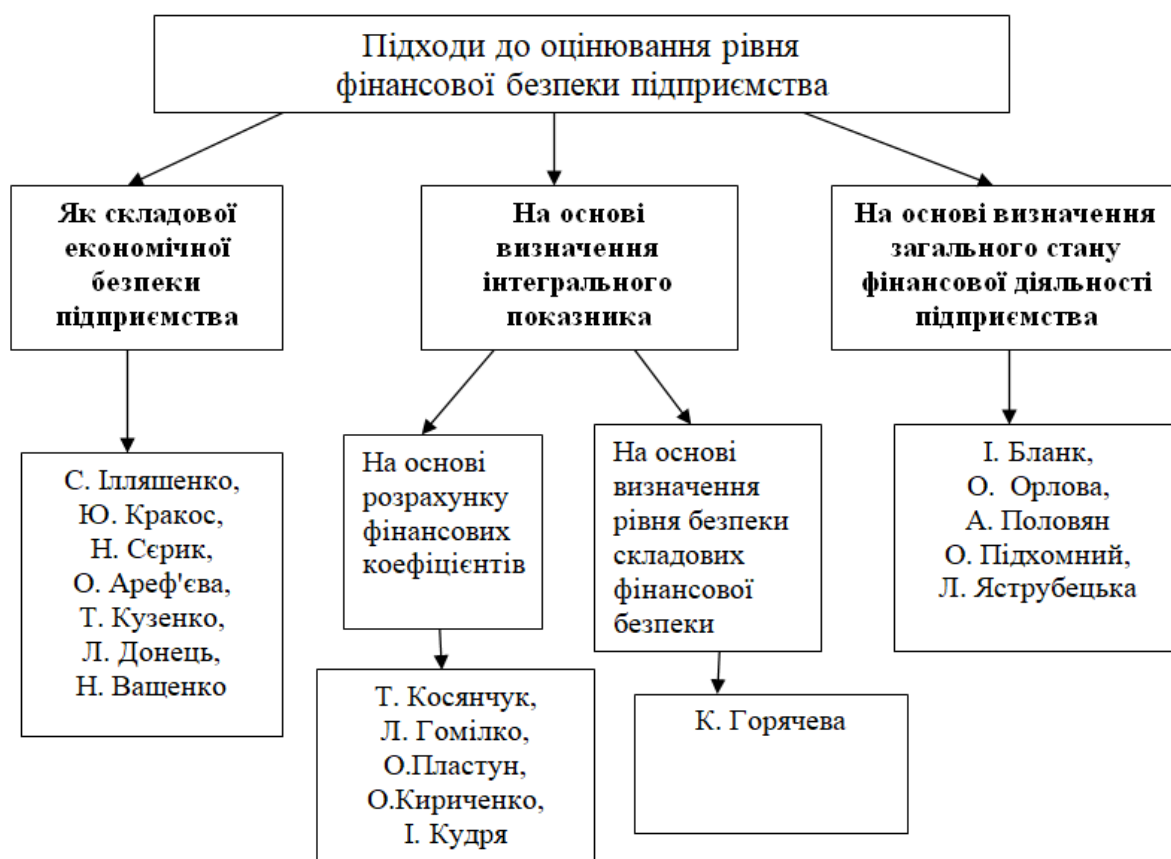 Підходи до оцінювання рівня
фінансової безпеки підприємства
Як складової
економічної
безпеки
підприємства
На основі
визначення
інтегрального
показника
На основі визначення
загального стану
фінансової діяльності
підприємства
С. Ілляшенко,
Ю. Кракос,
Н. Сєрик,
О. Ареф'єва,
Т. Кузенко,
Л. Донець,
Н. Ващенко
На основі
розрахунку
фінансових
коефіцієнтів
На основі
визначення
рівня безпеки
складових
фінансової
безпеки
І. Бланк,
О. Орлова,
А. Половян
О. Підхомний,
Л. Яструбецька
Т. Косянчук,
Л. Гомілко,
О.Пластун,
О.Кириченко,
І. Кудря
К. Горячева